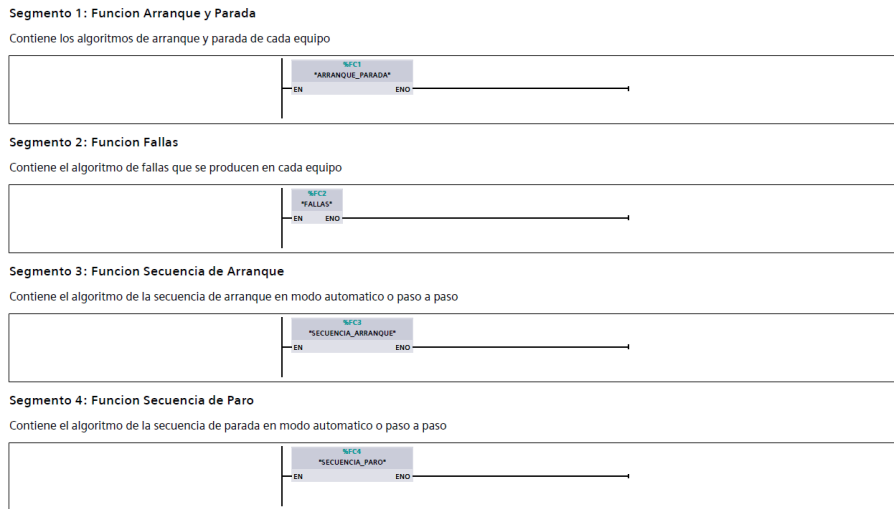 Segmento 1: Funcion Arranque y Parada
Contiene los algoritmos de arranque y parada de cada equipo
%FC1
"ARRANQUE_PARADA"
EN ENO
Segmento 2: Funcion Fallas
Contiene el algoritmo de fallas que se producen en cada equipo
%FC2
"FALLAS"
EN ENO
Segmento 3: Funcion Secuencia de Arranque
Contiene el algoritmo de la secuencia de arranque en modo automatico o paso a paso
%FC3
"SECUENCIA_ARRANQUE"
EN ENO
Segmento 4: Funcion Secuencia de Paro
Contiene el algoritmo de la secuencia de parada en modo automatico o paso a paso
%FC4
"SECUENCIA_PARO"
EN ENO